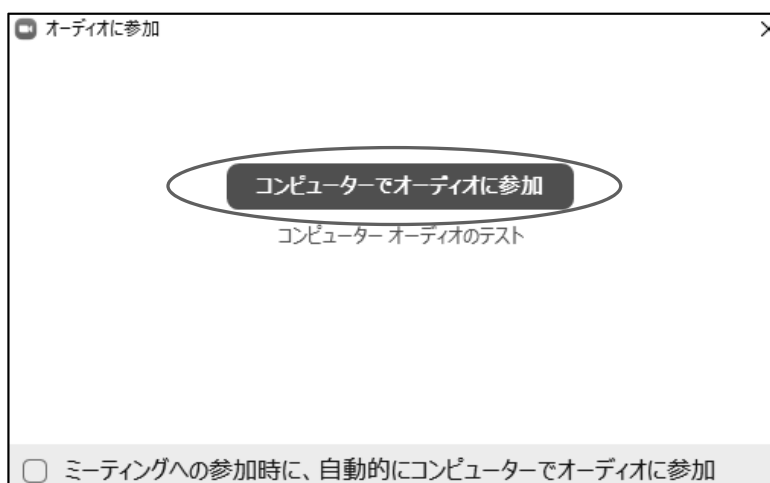 オーディオに参加
コンピューターでオーディオに参加
コンピューター オーディオのテスト
ミーティングへの参加時に、自動的にコンピューターでオーディオに参加